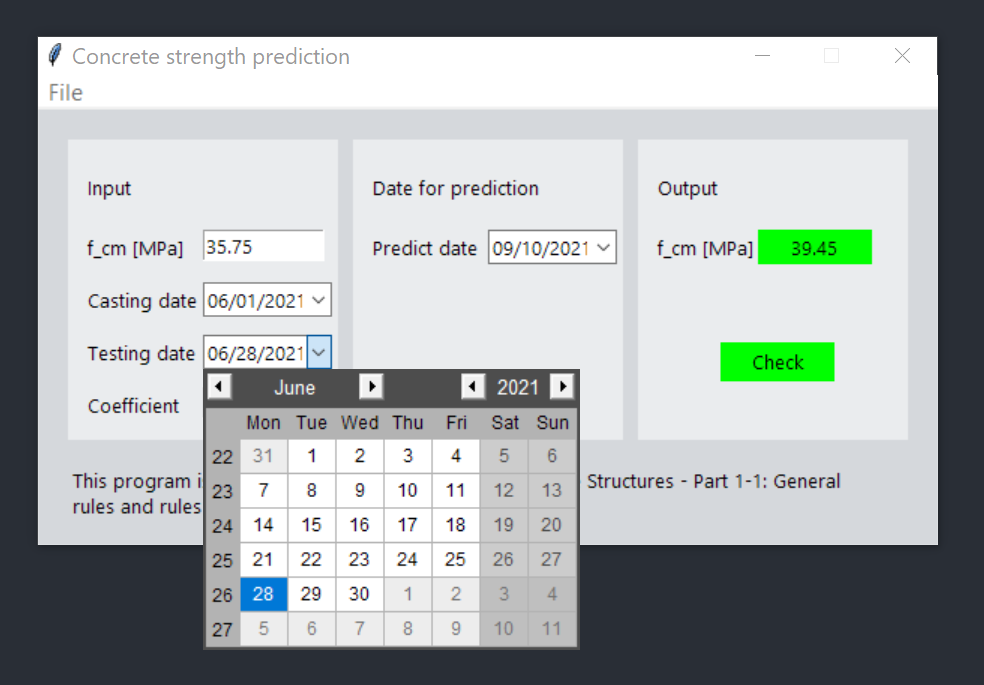 Concrete strength prediction
File
Input
f_cm [MPa] 35.75
Casting date 06/01/2021
Testing date 06/28/2021
Coefficient
Date for prediction
Predict date 09/10/2021
Output
f_cm [MPa] 39.45
Check
June 2021
Mon Tue Wed Thu Fri Sat Sun
22 31 1 2 3 4 5 6
23 7 8 9 10 11 12 13
24 14 15 16 17 18 19 20
25 21 22 23 24 25 26 27
26 28 29 30 1 2 3 4
27 5 6 7 8 9 10 11
This program Structures - Part 1-1: General
rules and rules